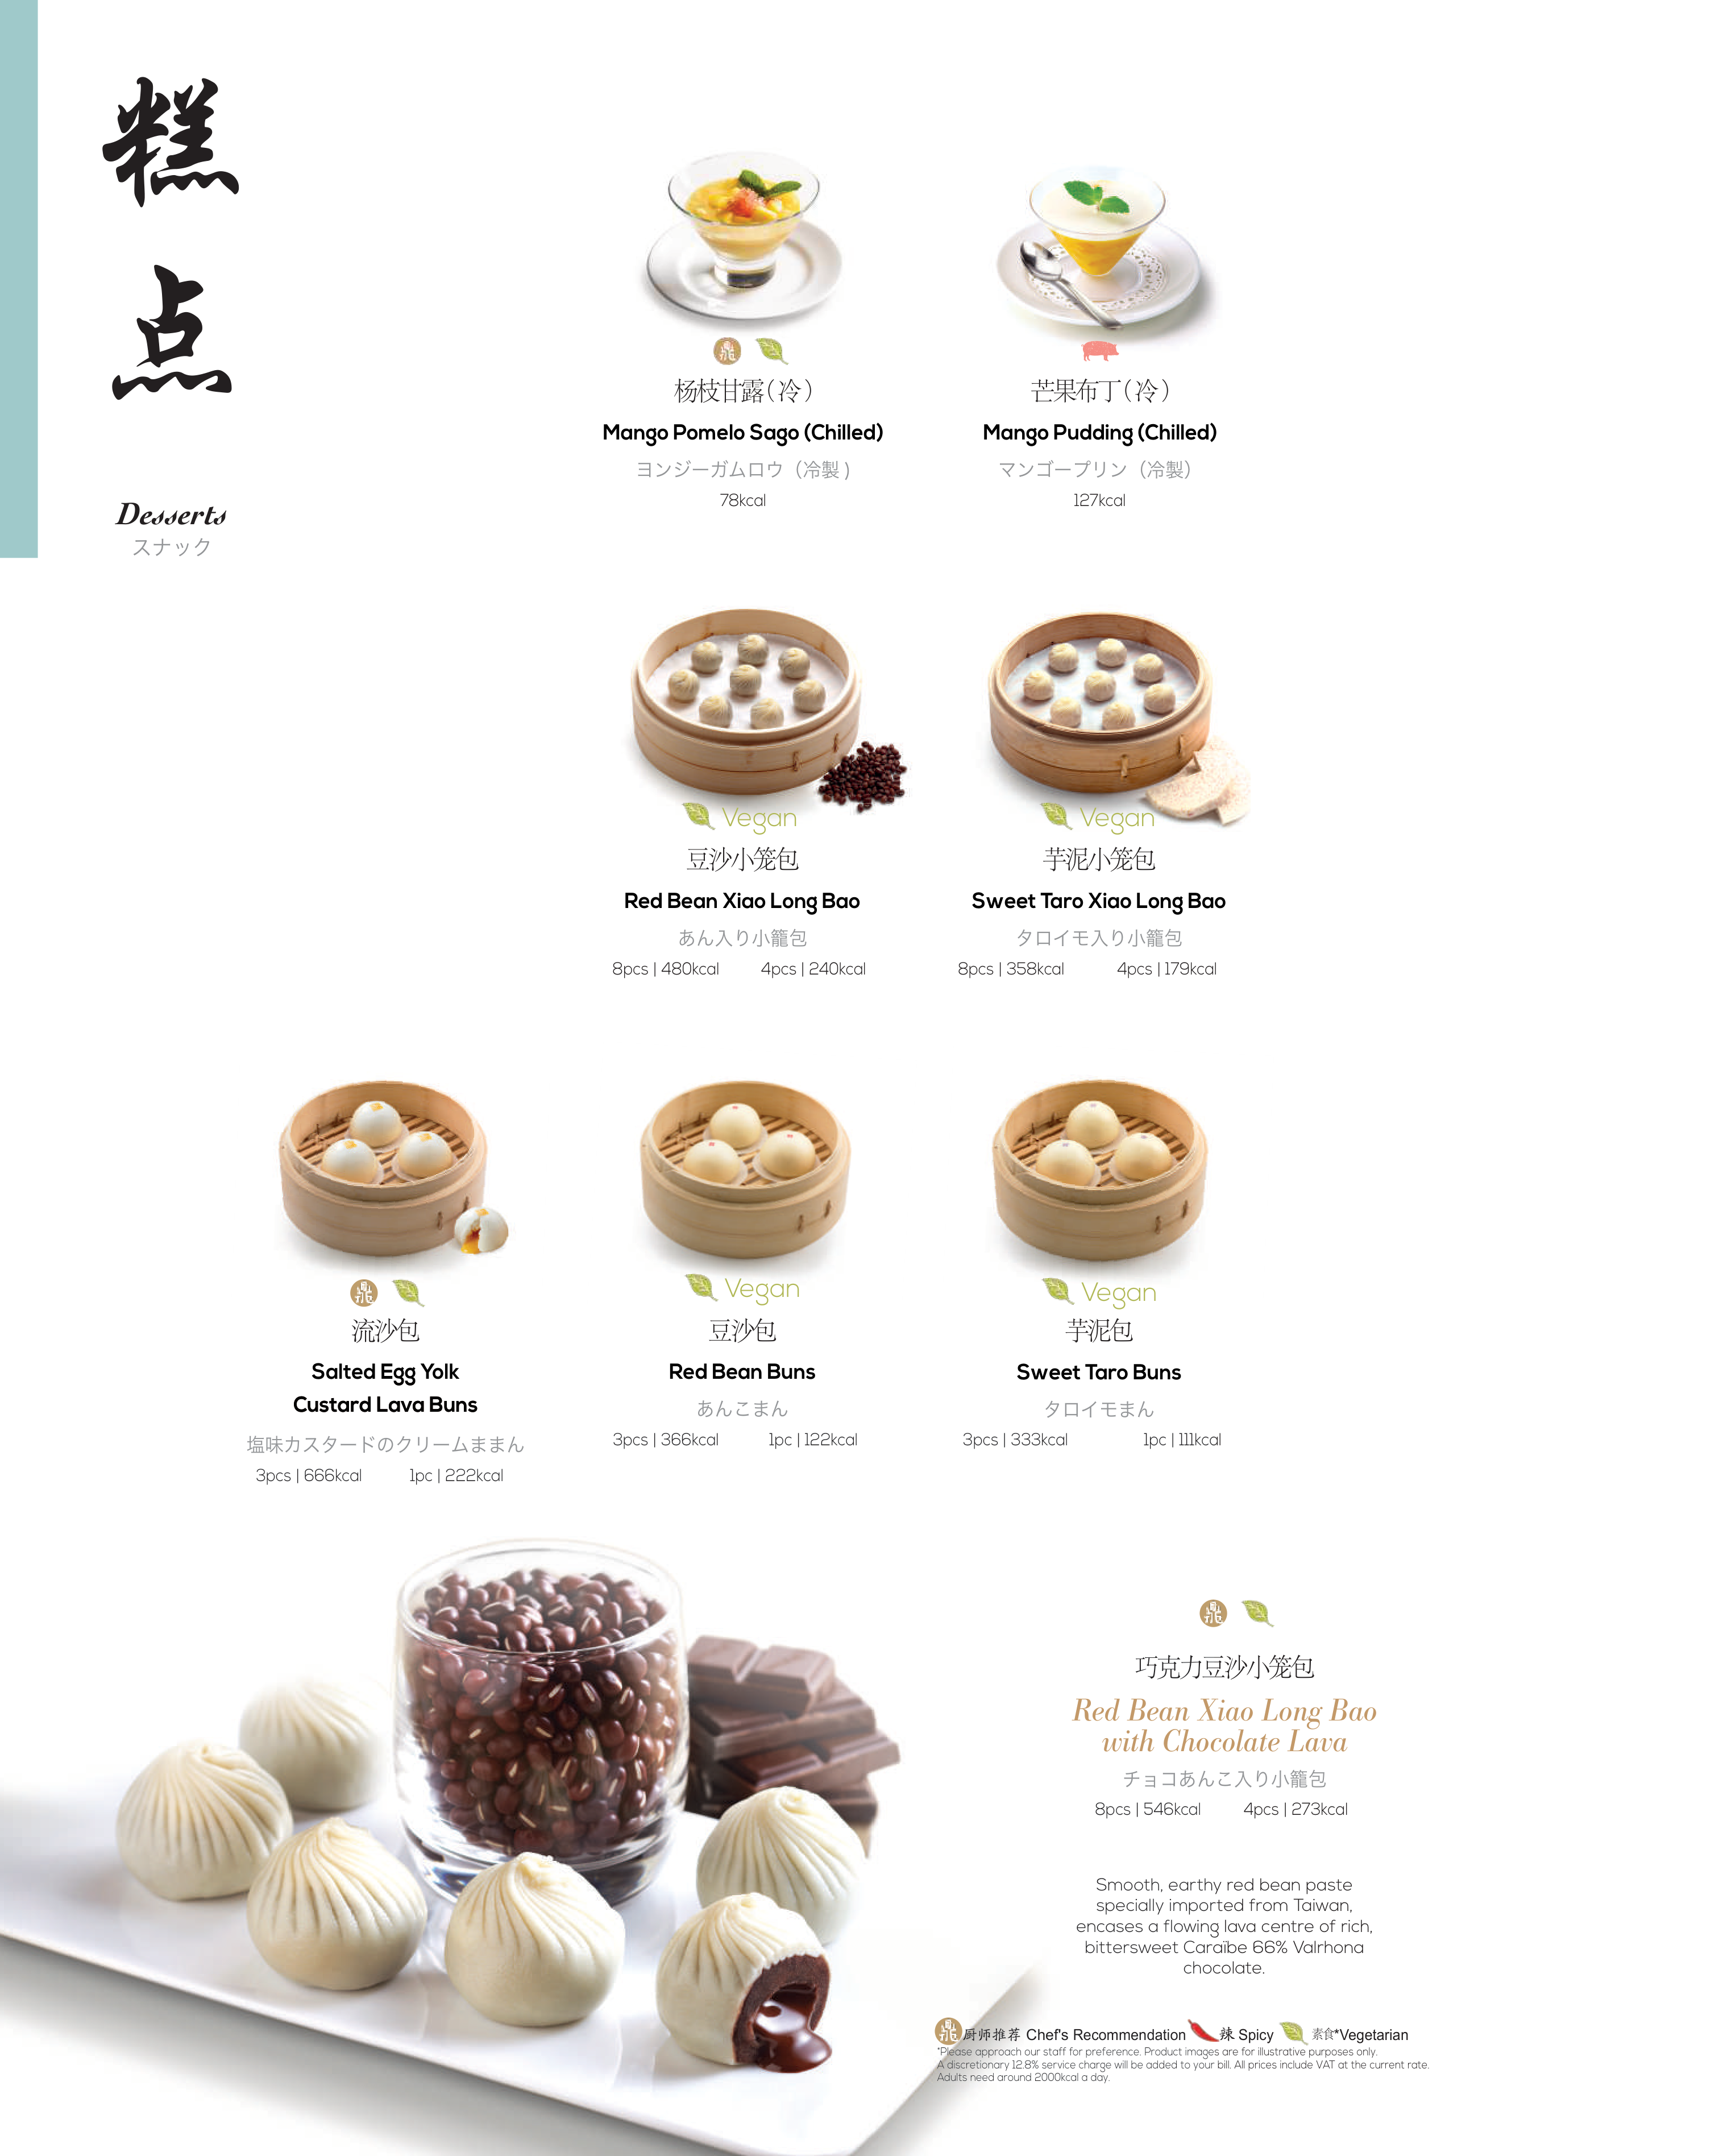 糕
点
Desserts
スナック
杨枝甘露(冷)
Mango Pomelo Sago (Chilled)
ヨンジーガムロウ（冷製 )
78kcal
芒果布丁(冷)
Mango Pudding (Chilled)
マンゴープリン（冷製）
127kcal
Vegan
豆沙小笼包
Red Bean Xiao Long Bao
あん入り小籠包
8pcs | 480kcal 4pcs | 240kcal
Vegan
芋泥小笼包
Sweet Taro Xiao Long Bao
タロイモ入り小籠包
8pcs | 358kcal 4pcs | 179kcal
流沙包
Salted Egg Yolk
Custard Lava Buns
塩味カスタードのクリームままん
3pcs | 666kcal 1pc | 222kcal
Vegan
豆沙包
Red Bean Buns
あんこまん
3pcs | 366kcal 1pc | 122kcal
Vegan
芋泥包
Sweet Taro Buns
タロイモまん
3pcs | 333kcal 1pc | 111kcal
巧克力豆沙小笼包
Red Bean Xiao Long Bao
with Chocolate Lava
チョコあんこ入り小籠包
8pcs | 546kcal 4pcs | 273kcal
Smooth, earthy red bean paste
specially imported from Taiwan,
encases a flowing lava centre of rich,
bittersweet Caraïbe 66% Valrhona
chocolate.
厨师推荐 Chef's Recommendation 辣 Spicy 素食*Vegetarian
*Please approach our staff for preference. Product images are for illustrative purposes only.
A discretionary 12.8% service charge will be added to your bill. All prices include VAT at the current rate.
Adults need around 2000kcal a day.